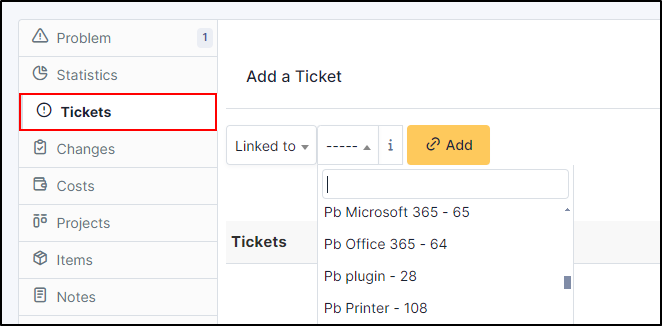 Problem 1
Statistics
Tickets
Changes
Costs
Projects
Items
Notes
Add a Ticket
Linked to ----- i Add
Pb Microsoft 365 - 65
Pb Office 365 - 64
Pb plugin - 28
Pb Printer - 108
Tickets